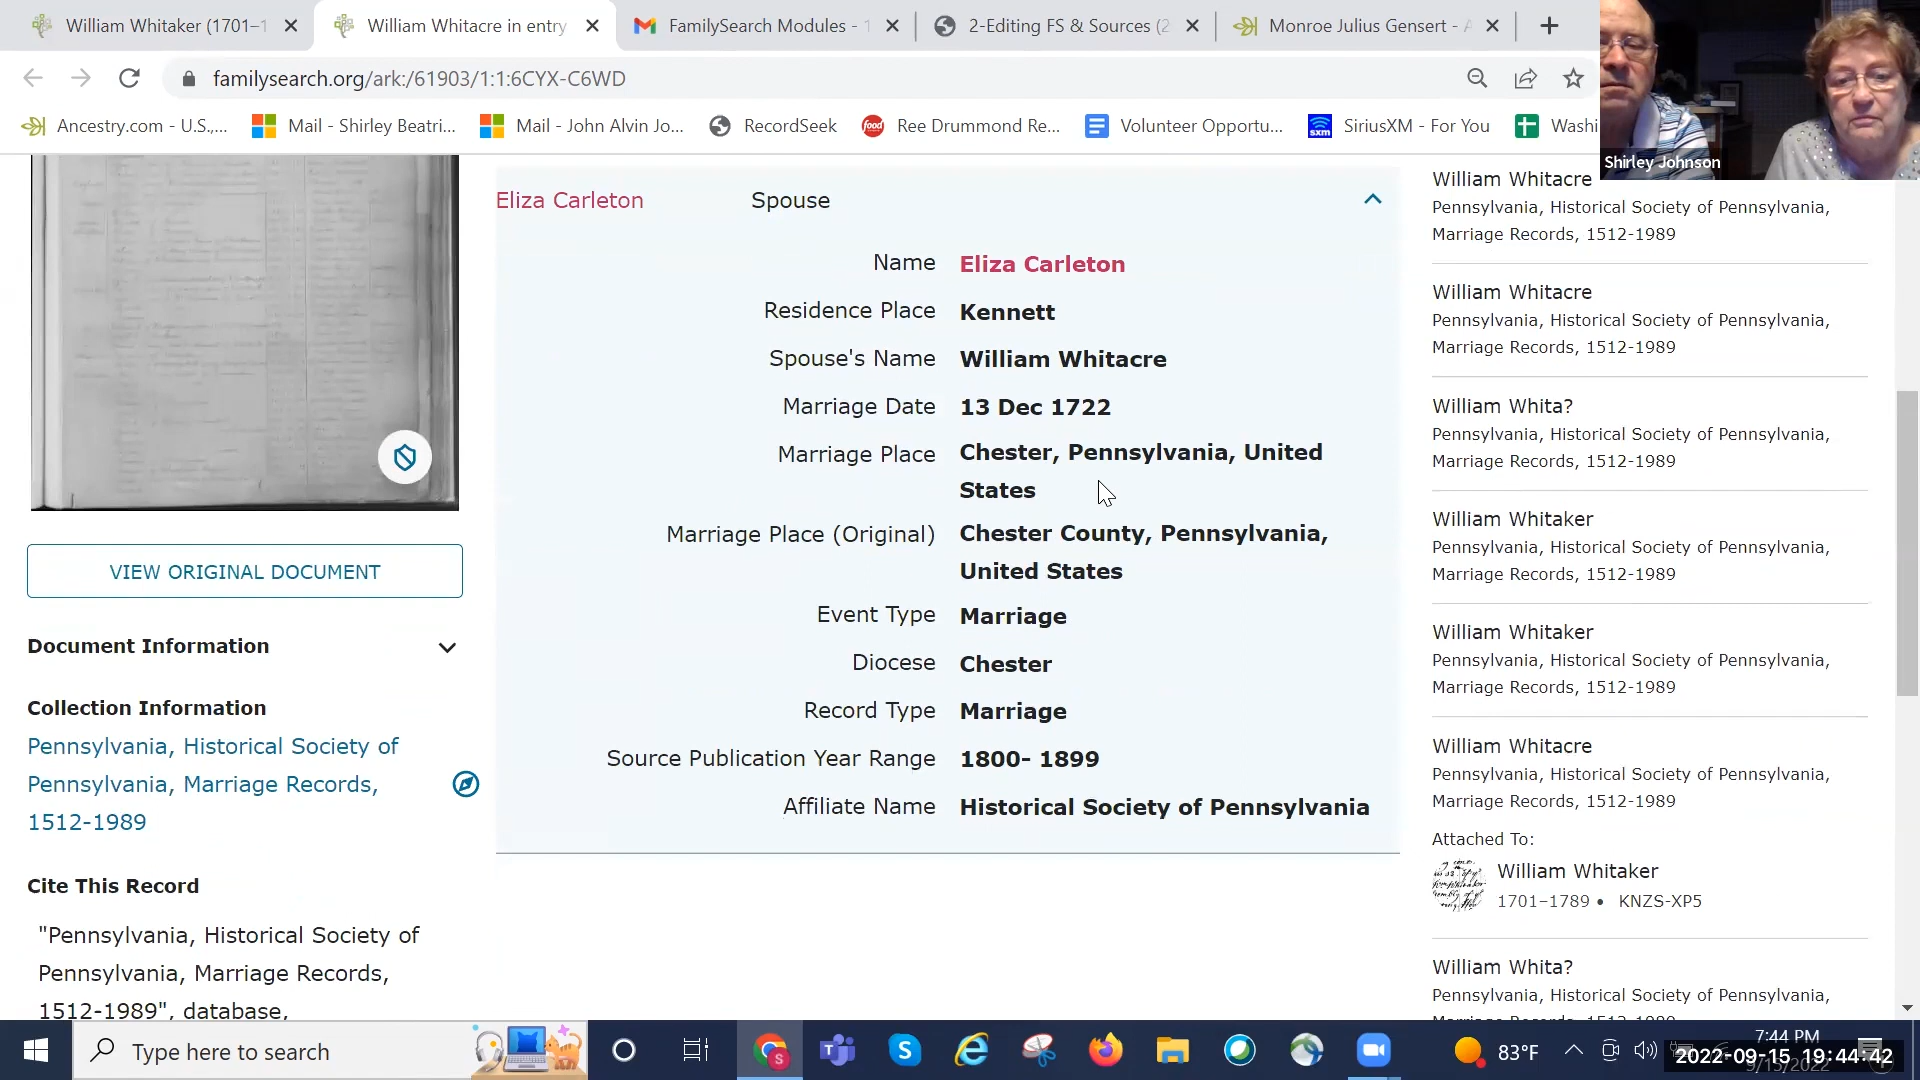 William Whitaker (1701–1
William Whitacre in entry
FamilySearch Modules -
2-Editing FS & Sources (2
Monroe Julius Gensert - A
familysearch.org/ark:/61903/1:1:6CYX-C6WD
Ancestry.com - U.S.,...
Mail - Shirley Beatri...
Mail - John Alvin Jo...
RecordSeek
food
Ree Drummond Re...
Volunteer Opportu...
sxm
SiriusXM - For You
Washi
Shirley Johnson
Eliza Carleton Spouse
Name Eliza Carleton
Residence Place Kennett
Spouse's Name William Whitacre
Marriage Date 13 Dec 1722
Marriage Place Chester, Pennsylvania, United
States
Marriage Place (Original) Chester County, Pennsylvania,
United States
Event Type Marriage
Diocese Chester
Record Type Marriage
Source Publication Year Range 1800- 1899
Affiliate Name Historical Society of Pennsylvania
VIEW ORIGINAL DOCUMENT
Document Information
Collection Information
Pennsylvania, Historical Society of
Pennsylvania, Marriage Records,
1512-1989
Cite This Record
"Pennsylvania, Historical Society of
Pennsylvania, Marriage Records,
1512-1989", database,
William Whitacre
Pennsylvania, Historical Society of Pennsylvania,
Marriage Records, 1512-1989
William Whitacre
Pennsylvania, Historical Society of Pennsylvania,
Marriage Records, 1512-1989
William Whita?
Pennsylvania, Historical Society of Pennsylvania,
Marriage Records, 1512-1989
William Whitaker
Pennsylvania, Historical Society of Pennsylvania,
Marriage Records, 1512-1989
William Whitaker
Pennsylvania, Historical Society of Pennsylvania,
Marriage Records, 1512-1989
William Whitacre
Pennsylvania, Historical Society of Pennsylvania,
Marriage Records, 1512-1989
Attached To:
William Whitaker
1701–1789 • KNZS-XP5
William Whita?
Pennsylvania, Historical Society of Pennsylvania,
Marriage Records, 1512-1989
Type here to search
83°F
7:44 PM
9/15/2022
2022-09-15 19:44:42